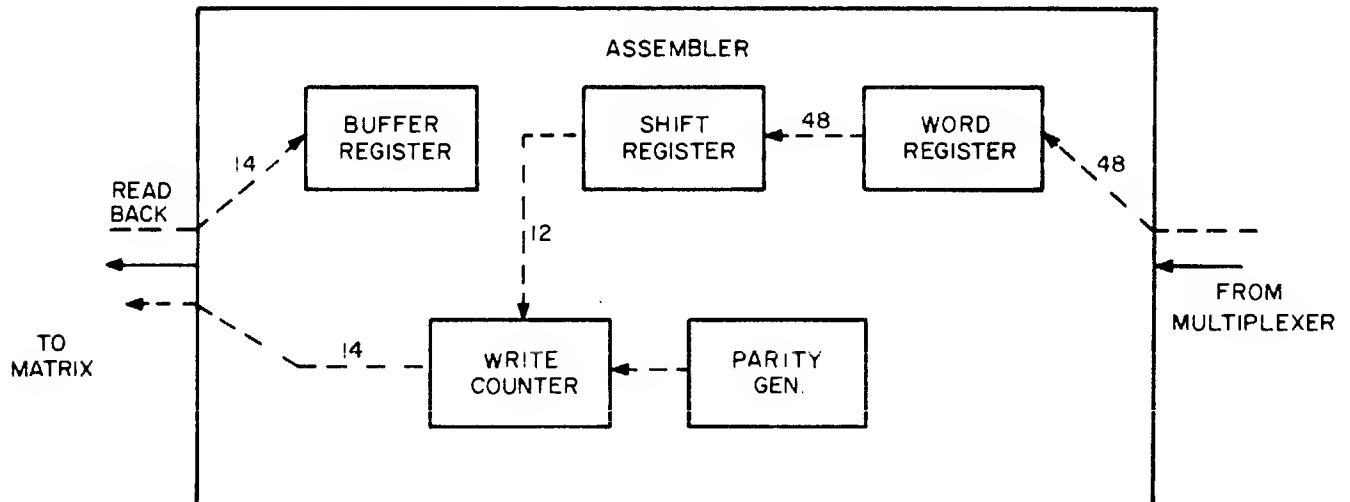 ASSEMBLER
BUFFER
REGISTER
SHIFT
REGISTER
48
WORD
REGISTER
48
14
READ
BACK
12
FROM
MULTIPLEXER
TO
MATRIX
14
WRITE
COUNTER
PARITY
GEN.